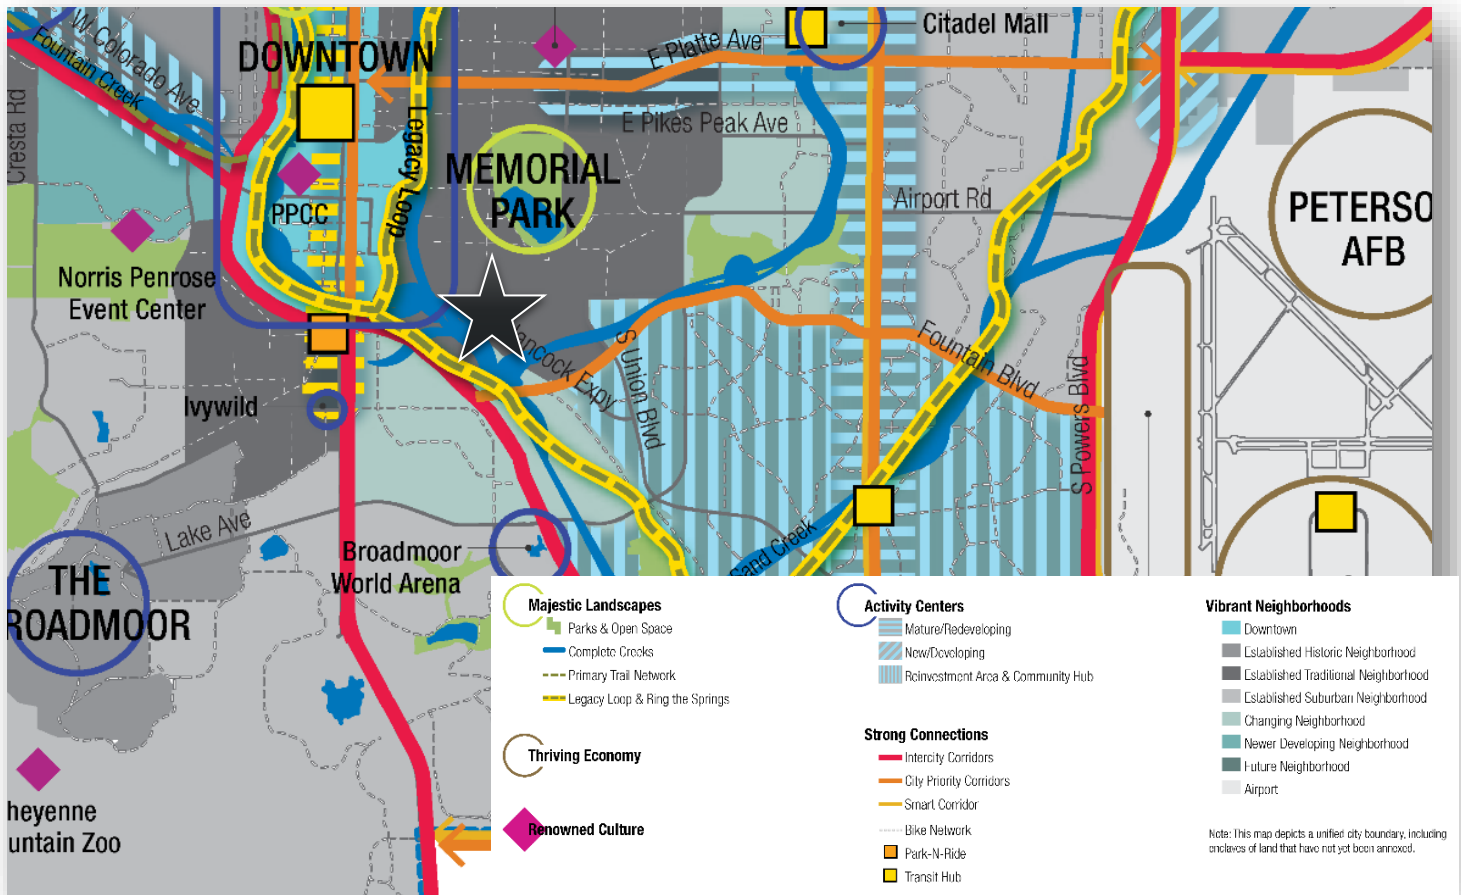 W. Colorado Ave
Fountain Creek
Cresta Rd
DOWNTOWN
Legacy Loop
E Platte Ave
Citadel Mall
E Pikes Peak Ave
MEMORIAL
PARK
PPCC
Airport Rd
PETERSO
AFB
Norris Penrose
Event Center
ancock Expy
S Union Blvd
Fountain Blvd
S Powers Blvd
Ivywild
Lake Ave
Broadmoor
World Arena
Sand Creek
THE
ROADMOOR
heyenne
untain Zoo
Majestic Landscapes
Parks & Open Space
Complete Creeks
Primary Trail Network
Legacy Loop & Ring the Springs
Thriving Economy
Renowned Culture
Activity Centers
Mature/Redeveloping
New/Developing
Reinvestment Area & Community Hub
Strong Connections
Intercity Corridors
City Priority Corridors
Smart Corridor
Bike Network
Park-N-Ride
Transit Hub
Vibrant Neighborhoods
Downtown
Established Historic Neighborhood
Established Traditional Neighborhood
Established Suburban Neighborhood
Changing Neighborhood
Newer Developing Neighborhood
Future Neighborhood
Airport
Note: This map depicts a unified city boundary, including
enclaves of land that have not yet been annexed.